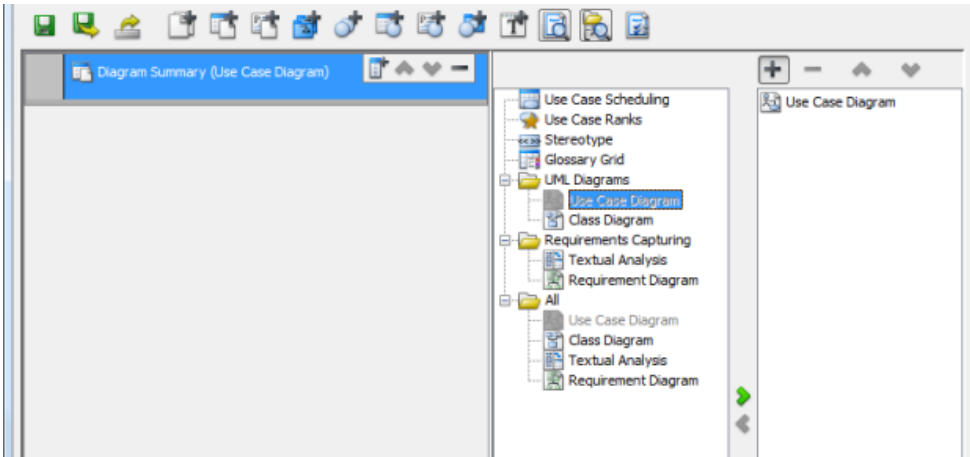 Diagram Summary (Use Case Diagram)
Use Case Scheduling
Use Case Ranks
Stereotype
Glossary Grid
UML Diagrams
Use Case Diagram
Class Diagram
Requirements Capturing
Textual Analysis
Requirement Diagram
All
Use Case Diagram
Class Diagram
Textual Analysis
Requirement Diagram
Use Case Diagram